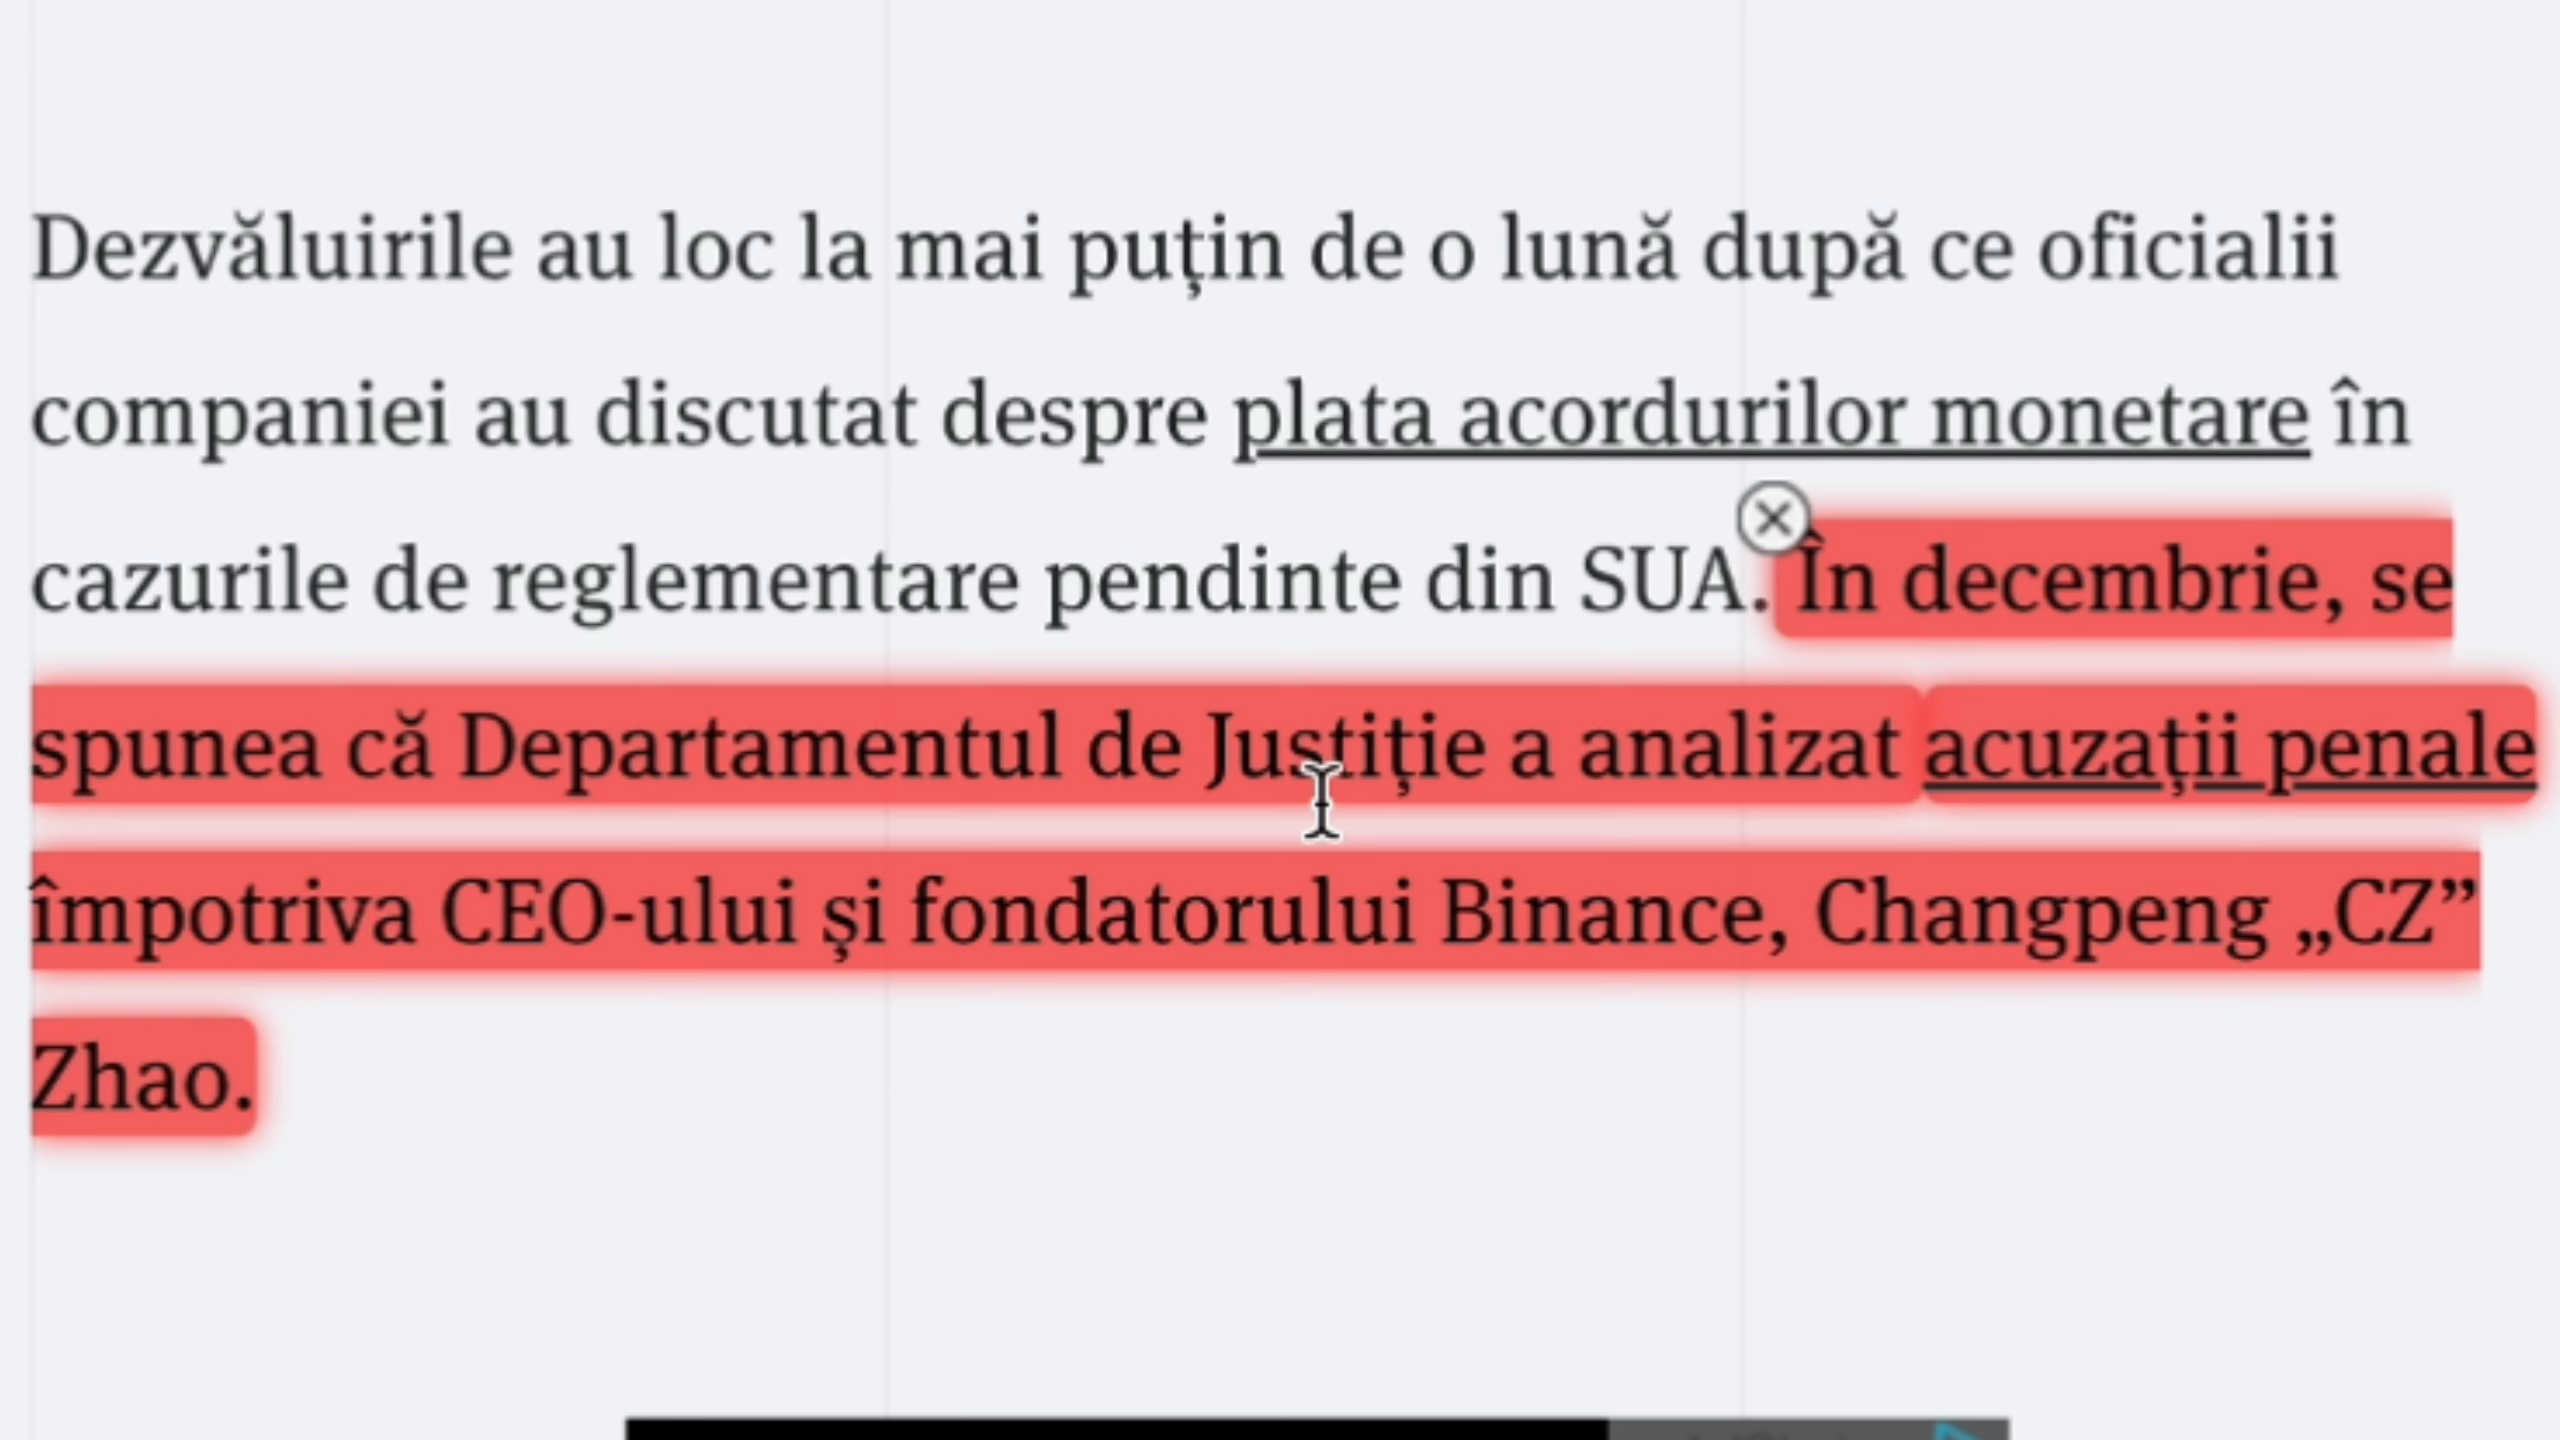 Dezvăluirile au loc la mai puțin de o lună după ce oficialii
companiei au discutat despre plata acordurilor monetare în
cazurile de reglementare pendinte din SUA. În decembrie, se
spunea că Departamentul de Justiție a analizat acuzații penale
împotriva CEO-ului și fondatorului Binance, Changpeng „CZ”
Zhao.